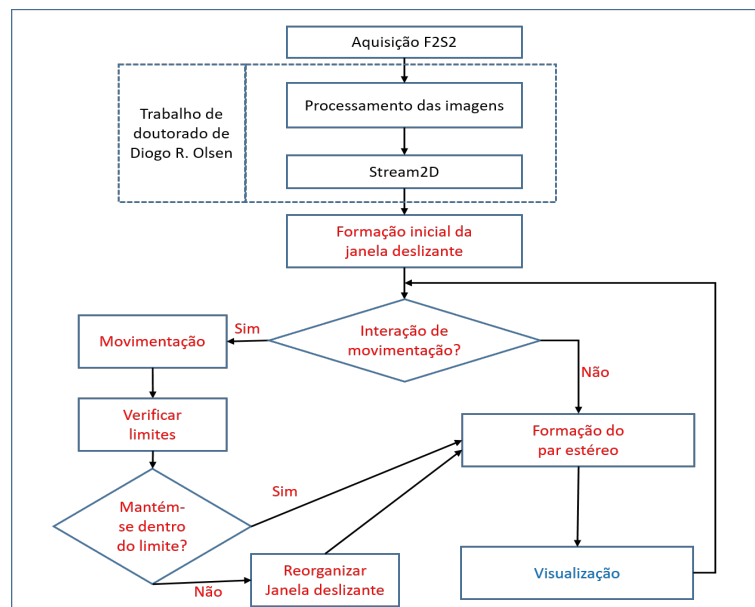 Aquisição F2S2
Trabalho de
doutorado de
Diogo R. Olsen
Processamento das imagens
Stream2D
Formação inicial da
janela deslizante
Interação de
movimentação?
Sim
Movimentação
Não
Verificar
limites
Formação do
par estéreo
Mantém-
se dentro
do limite?
Sim
Não
Reorganizar
Janela deslizante
Visualização